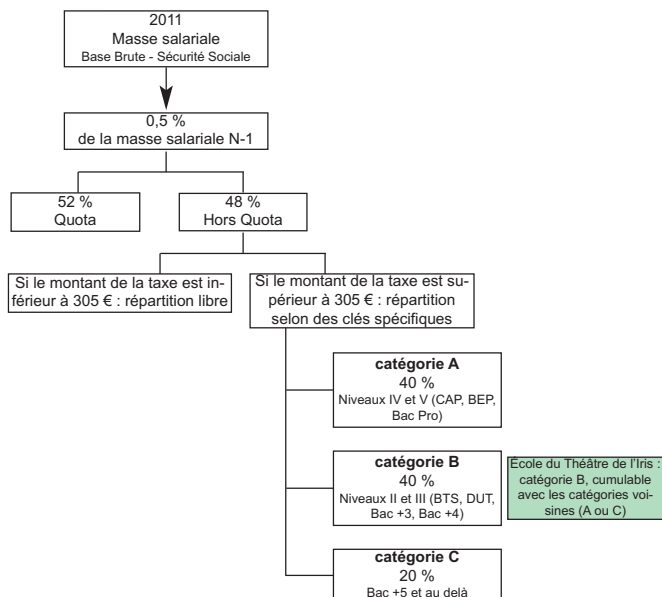 2011
Masse salariale
Base Brute - Sécurité Sociale
0,5 %
de la masse salariale N-1
52 %
Quota
48 %
Hors Quota
Si le montant de la taxe est in-
férieur à 305 € : répartition libre
Si le montant de la taxe est su-
périeur à 305 € : répartition
selon des clés spécifiques
catégorie A
40 %
Niveaux IV et V (CAP, BEP,
Bac Pro)
catégorie B
40 %
Niveaux II et III (BTS, DUT,
Bac +3, Bac +4)
École du Théâtre de l'Iris :
catégorie B, cumulable
avec les catégories voi-
sines (A ou C)
catégorie C
20 %
Bac +5 et au delà